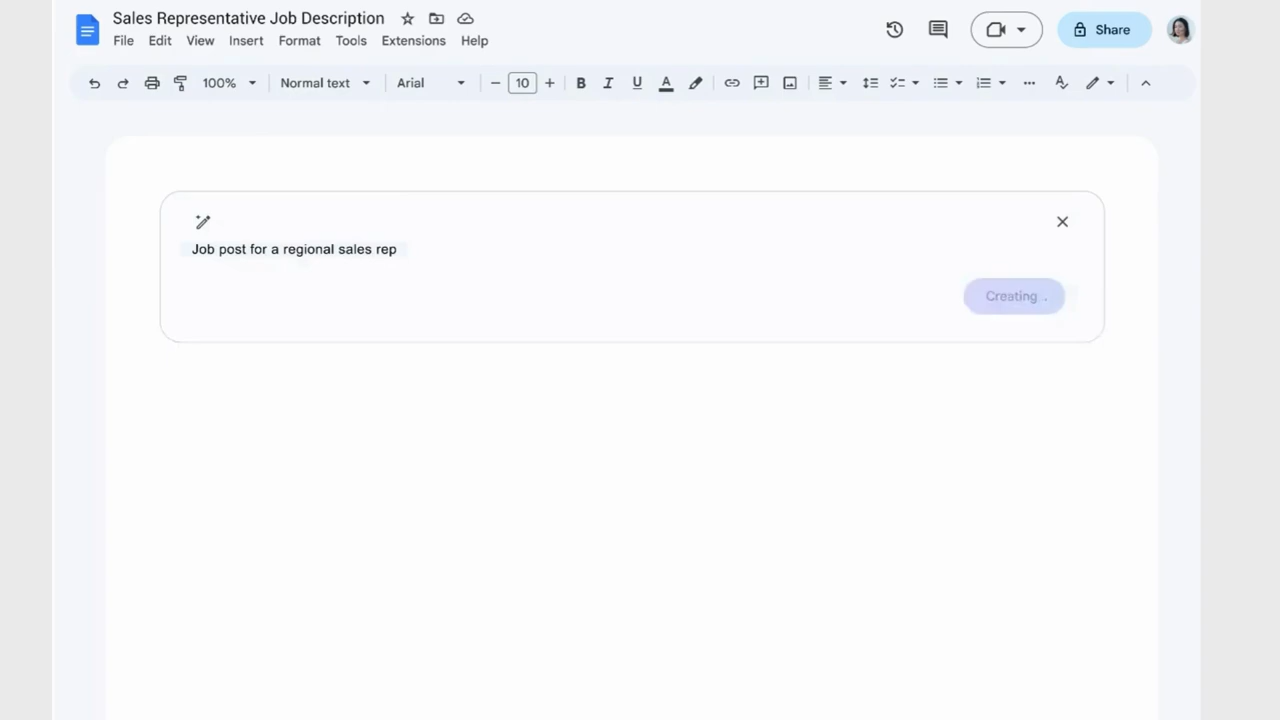 Sales Representative Job Description
File Edit View Insert Format Tools Extensions Help
Share
100% Normal text Arial 10 B I U A
Job post for a regional sales rep
Creating .